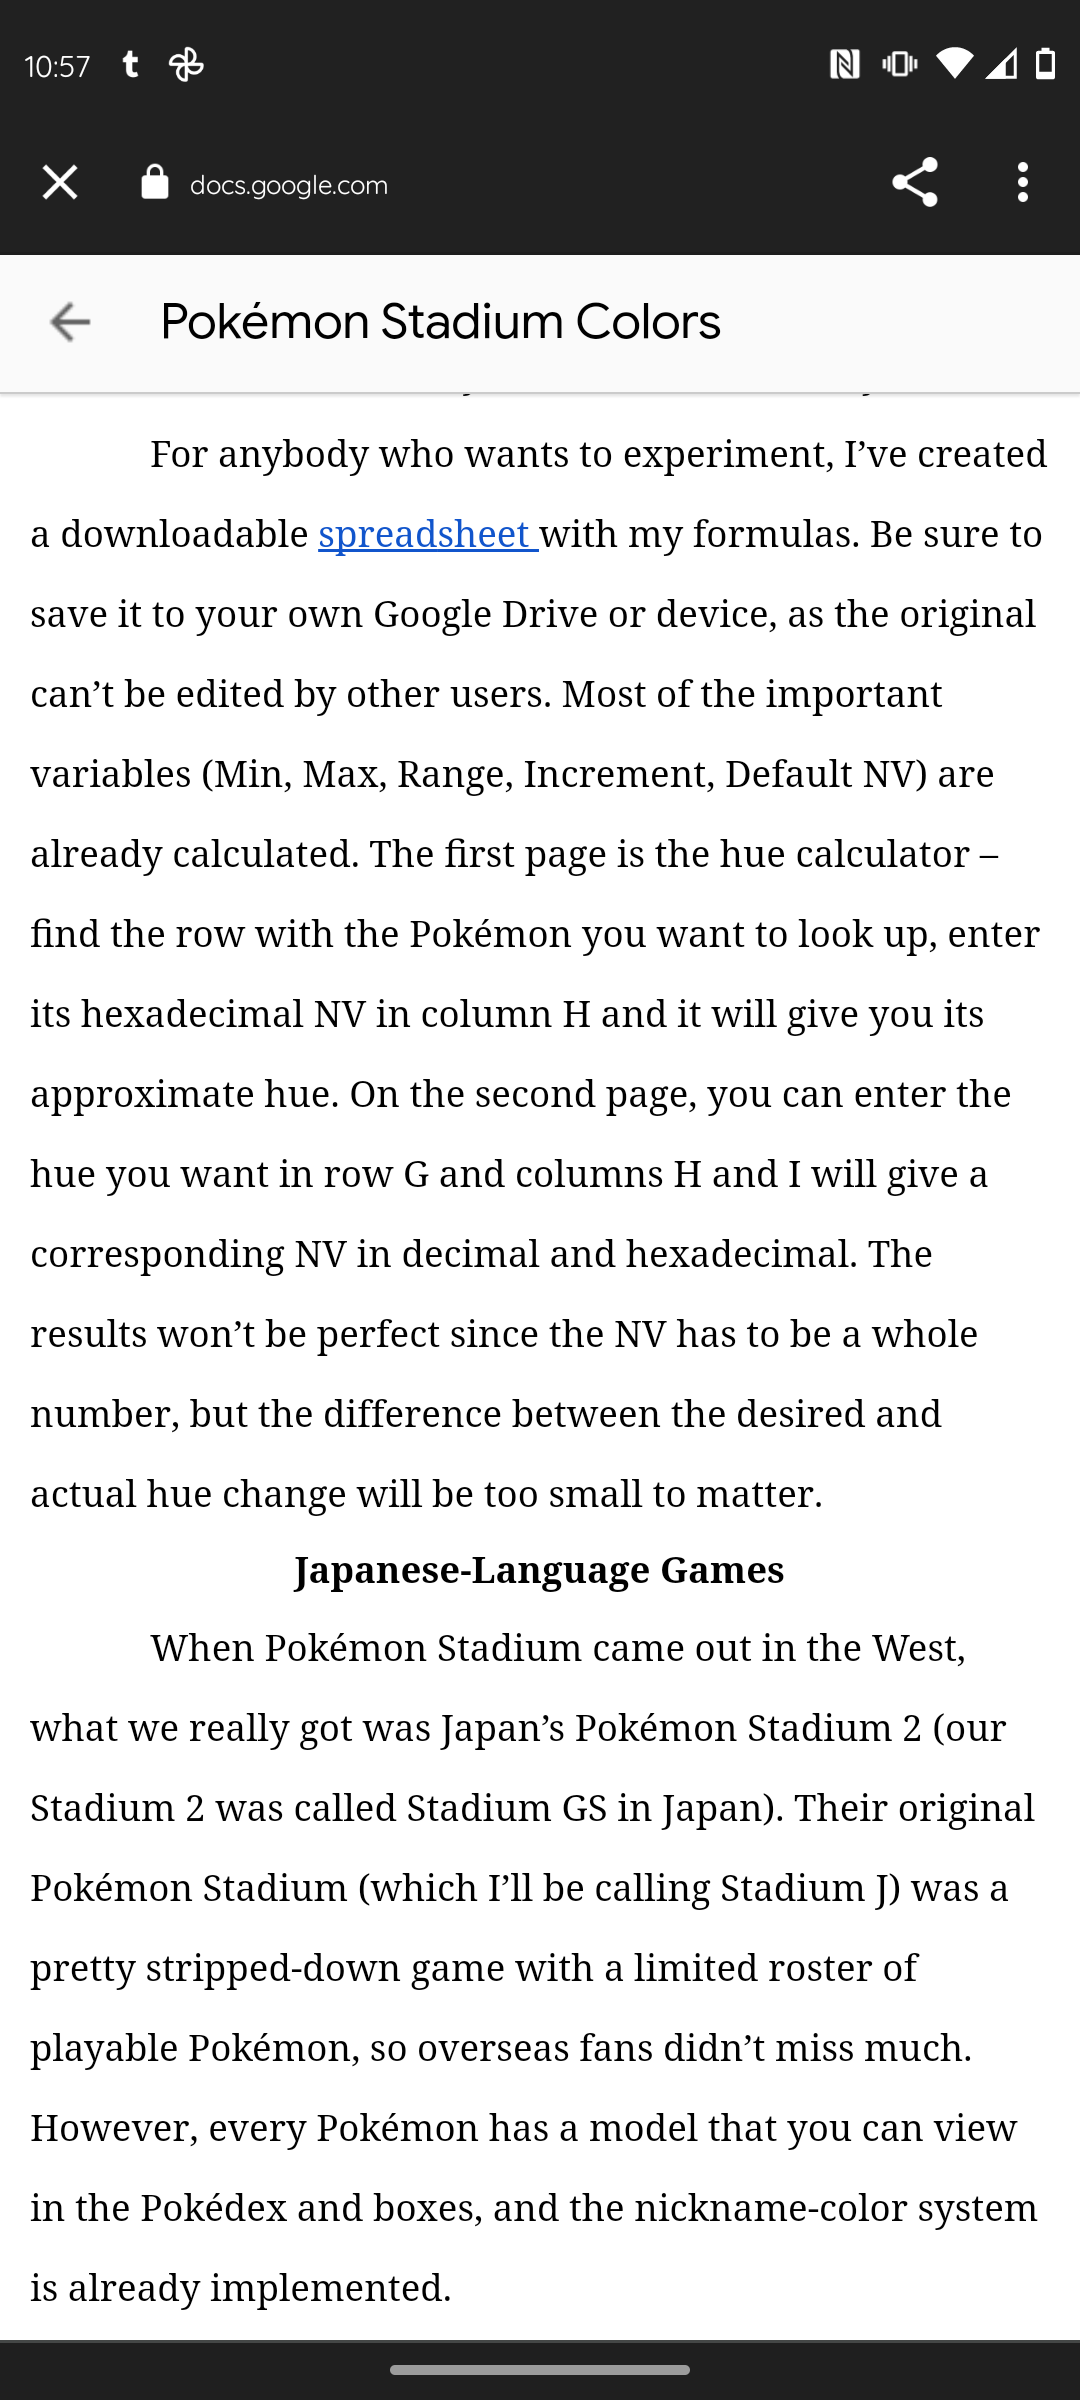 10:57
docs.google.com
Pokémon Stadium Colors
For anybody who wants to experiment, I’ve created
a downloadable spreadsheet with my formulas. Be sure to
save it to your own Google Drive or device, as the original
can’t be edited by other users. Most of the important
variables (Min, Max, Range, Increment, Default NV) are
already calculated. The first page is the hue calculator –
find the row with the Pokémon you want to look up, enter
its hexadecimal NV in column H and it will give you its
approximate hue. On the second page, you can enter the
hue you want in row G and columns H and I will give a
corresponding NV in decimal and hexadecimal. The
results won’t be perfect since the NV has to be a whole
number, but the difference between the desired and
actual hue change will be too small to matter.
Japanese-Language Games
When Pokémon Stadium came out in the West,
what we really got was Japan’s Pokémon Stadium 2 (our
Stadium 2 was called Stadium GS in Japan). Their original
Pokémon Stadium (which I’ll be calling Stadium J) was a
pretty stripped-down game with a limited roster of
playable Pokémon, so overseas fans didn’t miss much.
However, every Pokémon has a model that you can view
in the Pokédex and boxes, and the nickname-color system
is already implemented.